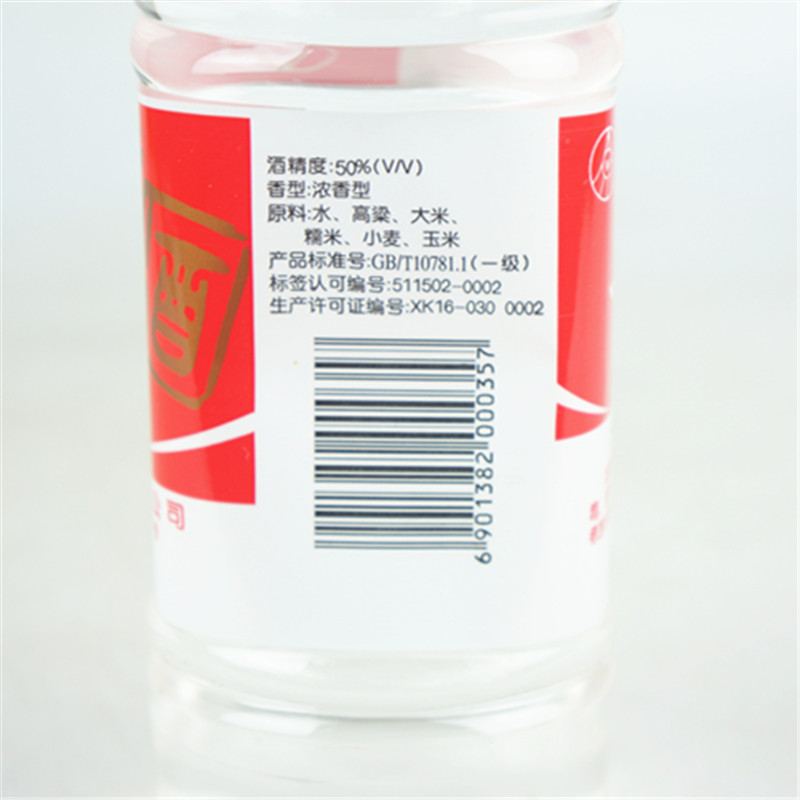 酒精度:50%(V/V)
香型:浓香型
原料:水、高粱、大米、
糯米、小麦、玉米
产品标准号:GB/T10781.1(一级)
标签认可编号:511502-0002
生产许可证编号:XK16-030 0002
6901382000357
酒
公司